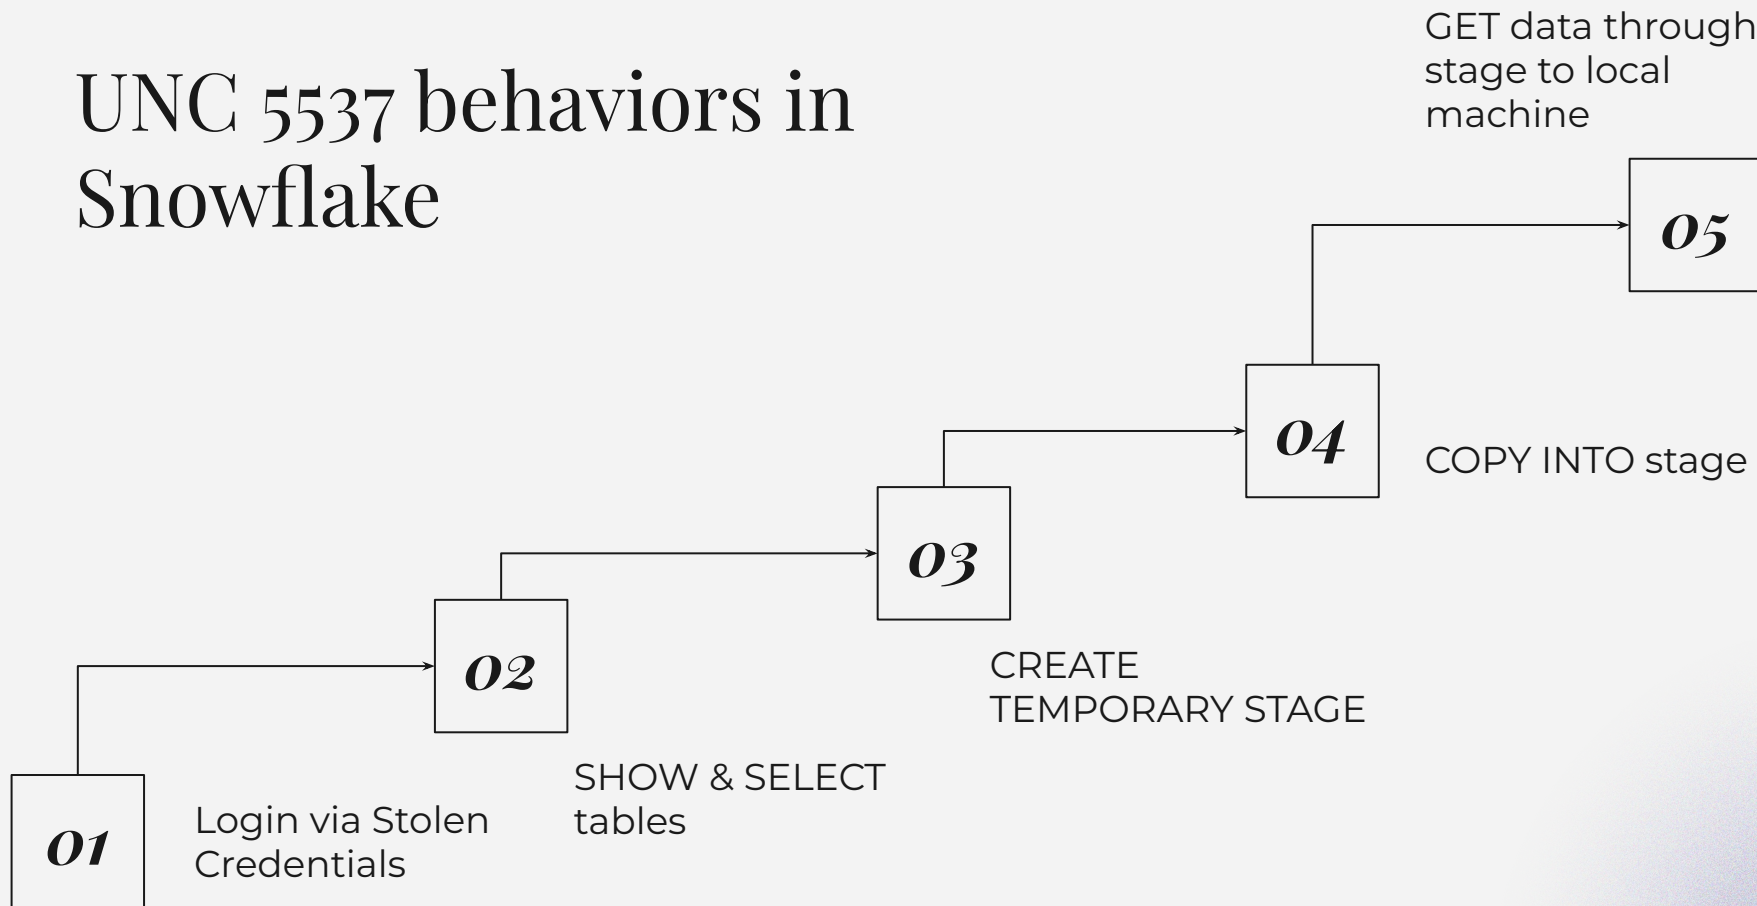 UNC 5537 behaviors in
Snowflake
01
Login via Stolen
Credentials
02
SHOW & SELECT
tables
03
CREATE
TEMPORARY STAGE
04
COPY INTO stage
05
GET data through
stage to local
machine